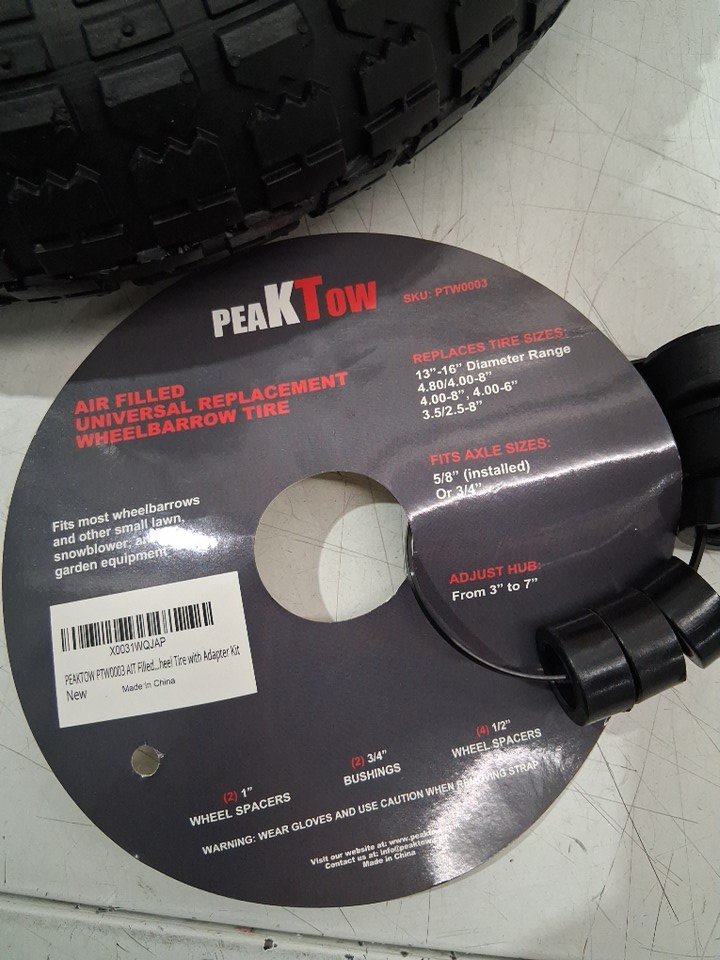 PEAKTOW
SKU: PTW0003
AIR FILLED
UNIVERSAL REPLACEMENT
WHEELBARROW TIRE
REPLACES TIRE SIZES:
13"-16" Diameter Range
4.80/4.00-8"
4.00-8", 4.00-6"
3.5/2.5-8"
FITS AXLE SIZES:
5/8" (installed)
Or 3/4"
Fits most wheelbarrows
and other small lawn,
snowblower,
garden equipment
ADJUST HUB:
From 3" to 7"
X0031WQJAP
PEAKTOW PTW0003 AIT Filled...heel Tire with Adapter Kit
New
Made in China
(2) 1"
WHEEL SPACERS
(2) 3/4"
BUSHINGS
(4) 1/2"
WHEEL SPACERS
WARNING: WEAR GLOVES AND USE CAUTION WHEN REMOVING STRAP
Visit our website at: www.peakt
Contact us at: info@peaktow
Made in China